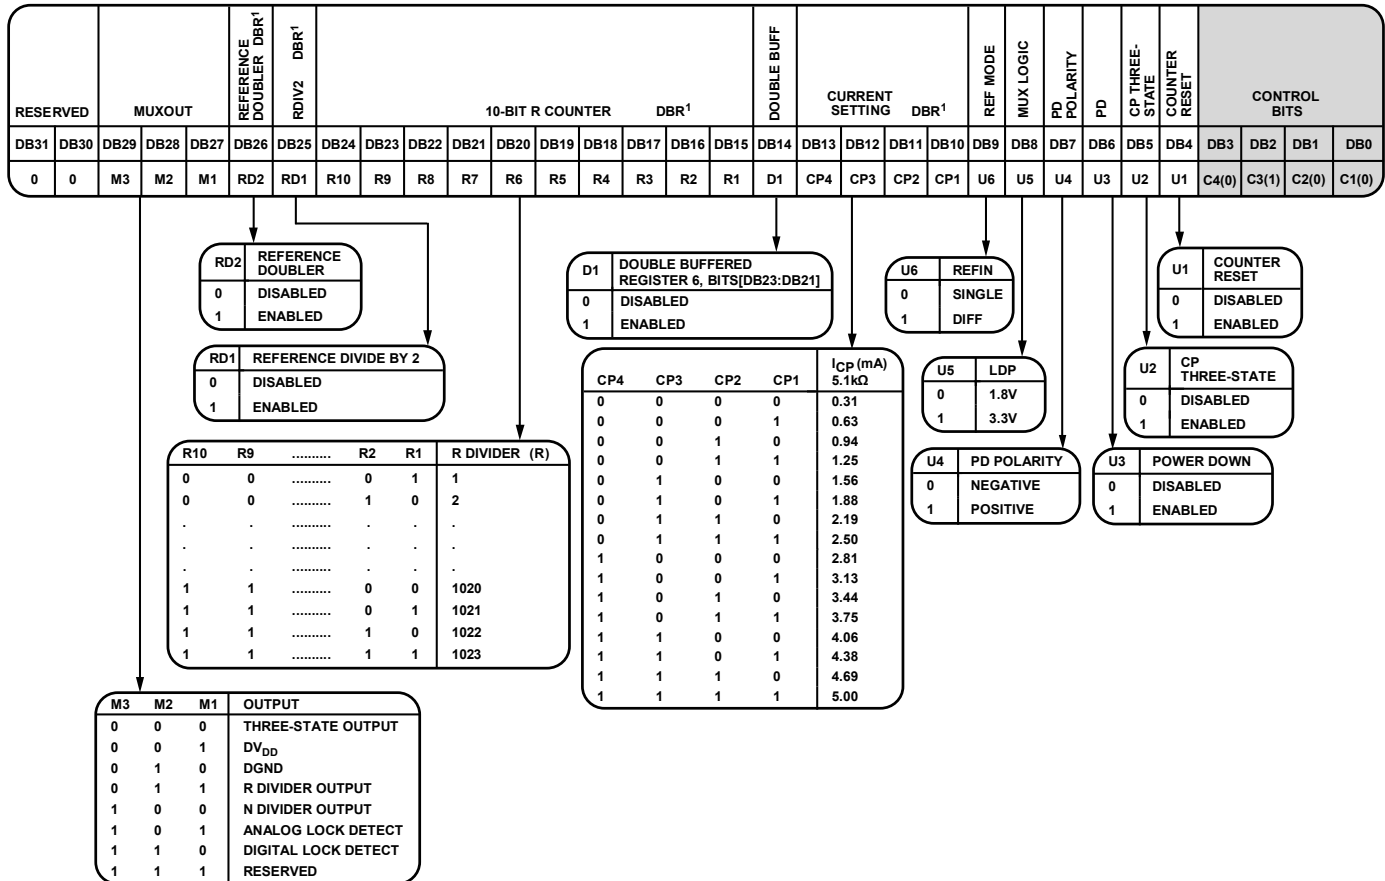 RESERVED MUXOUT REFERENCE DOUBLER DBR1 RDIV2 DBR1 10-BIT R COUNTER DBR1 DOUBLE BUFF CURRENT SETTING DBR1 REF MODE MUX LOGIC PD POLARITY PD CP THREE-STATE COUNTER RESET CONTROL BITS
DB31 DB30 DB29 DB28 DB27 DB26 DB25 DB24 DB23 DB22 DB21 DB20 DB19 DB18 DB17 DB16 DB15 DB14 DB13 DB12 DB11 DB10 DB9 DB8 DB7 DB6 DB5 DB4 DB3 DB2 DB1 DB0
0 0 M3 M2 M1 RD2 RD1 R10 R9 R8 R7 R6 R5 R4 R3 R2 R1 D1 CP4 CP3 CP2 CP1 U6 U5 U4 U3 U2 U1 C4(0) C3(1) C2(0) C1(0)
RD2 REFERENCE DOUBLER
0 DISABLED
1 ENABLED
RD1 REFERENCE DIVIDE BY 2
0 DISABLED
1 ENABLED
R10 R9 .......... R2 R1 R DIVIDER (R)
0 0 .......... 0 1 1
0 0 .......... 1 0 2
. . .......... . . .
. . .......... . . .
. . .......... . . .
1 1 .......... 0 0 1020
1 1 .......... 0 1 1021
1 1 .......... 1 0 1022
1 1 .......... 1 1 1023
M3 M2 M1 OUTPUT
0 0 0 THREE-STATE OUTPUT
0 0 1 DVDD
0 1 0 DGND
0 1 1 R DIVIDER OUTPUT
1 0 0 N DIVIDER OUTPUT
1 0 1 ANALOG LOCK DETECT
1 1 0 DIGITAL LOCK DETECT
1 1 1 RESERVED
D1 DOUBLE BUFFERED
REGISTER 6, BITS[DB23:DB21]
0 DISABLED
1 ENABLED
CP4 CP3 CP2 CP1 ICP (mA) 5.1kΩ
0 0 0 0 0.31
0 0 0 1 0.63
0 0 1 0 0.94
0 0 1 1 1.25
0 1 0 0 1.56
0 1 0 1 1.88
0 1 1 0 2.19
0 1 1 1 2.50
1 0 0 0 2.81
1 0 0 1 3.13
1 0 1 0 3.44
1 0 1 1 3.75
1 1 0 0 4.06
1 1 0 1 4.38
1 1 1 0 4.69
1 1 1 1 5.00
U6 REFIN
0 SINGLE
1 DIFF
U5 LDP
0 1.8V
1 3.3V
U4 PD POLARITY
0 NEGATIVE
1 POSITIVE
U3 POWER DOWN
0 DISABLED
1 ENABLED
U2 CP THREE-STATE
0 DISABLED
1 ENABLED
U1 COUNTER RESET
0 DISABLED
1 ENABLED